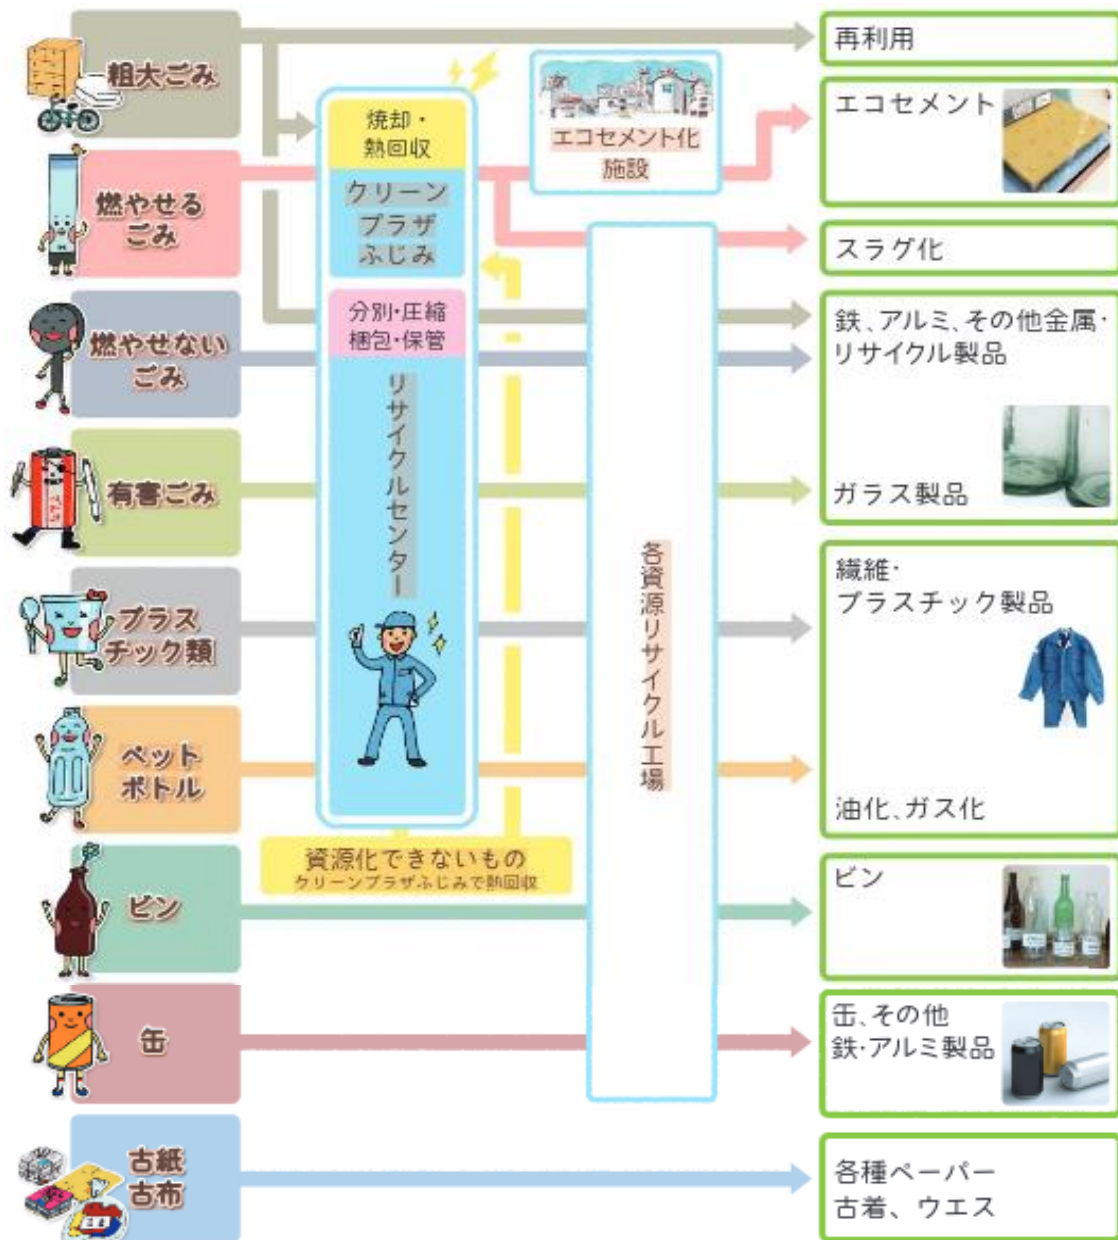 粗大ごみ
燃やせる
ごみ
燃やせない
ごみ
有害ごみ
プラス
チック類
ペット
ボトル
ビン
缶
古紙
古布
焼却・
熱回収
クリーン
プラザ
ふじみ
分別・圧縮
梱包・保管
リサイクルセンター
資源化できないもの
クリーンプラザふじみで熱回収
エコセメント化
施設
各資源リサイクル工場
再利用
エコセメント
スラグ化
鉄、アルミ、その他金属・
リサイクル製品
ガラス製品
繊維・
プラスチック製品
油化、ガス化
ビン
缶、その他
鉄・アルミ製品
各種ペーパー
古着、ウエス